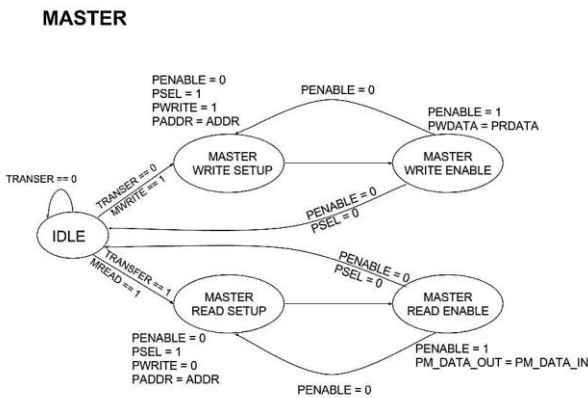 MASTER
PENABLE = 0
PSEL = 1
PWRITE = 1
PADDR = ADDR
PENABLE = 0
PENABLE = 1
PWDATA = PRDATA
MASTER
WRITE SETUP
MASTER
WRITE ENABLE
TRANSER == 0
TRANSER == 0
MWRITE == 1
PENABLE = 0
PSEL = 0
IDLE
TRANSFER == 1
MREAD == 1
PENABLE = 0
PSEL = 0
MASTER
READ SETUP
MASTER
READ ENABLE
PENABLE = 0
PSEL = 1
PWRITE = 0
PADDR = ADDR
PENABLE = 1
PM_DATA_OUT = PM_DATA_IN
PENABLE = 0